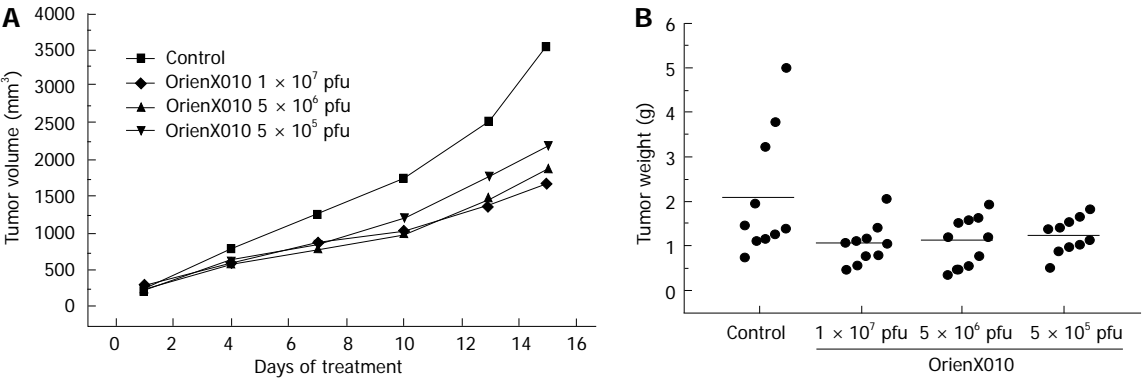 A
4000
3500
3000
2500
2000
1500
1000
500
0
Tumor volume (mm³)
Control
OrienX010 1 × 10⁷ pfu
OrienX010 5 × 10⁶ pfu
OrienX010 5 × 10⁵ pfu
0 2 4 6 8 10 12 14 16
Days of treatment
B
6
5
4
3
2
1
0
Tumor weight (g)
Control 1 × 10⁷ pfu 5 × 10⁶ pfu 5 × 10⁵ pfu
OrienX010